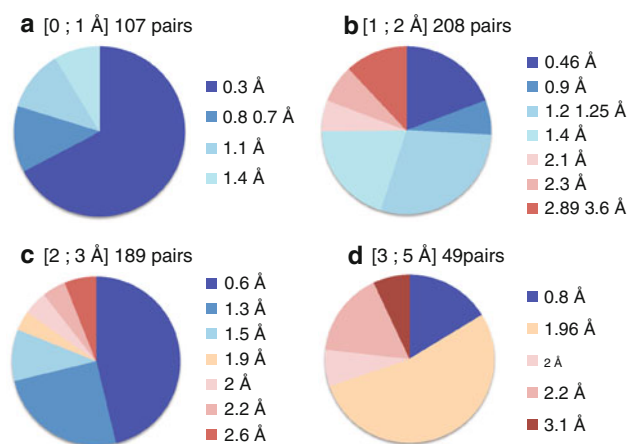 a [0 ; 1 Å] 107 pairs
0.3 Å
0.8 0.7 Å
1.1 Å
1.4 Å
b [1 ; 2 Å] 208 pairs
0.46 Å
0.9 Å
1.2 1.25 Å
1.4 Å
2.1 Å
2.3 Å
2.89 3.6 Å
c [2 ; 3 Å] 189 pairs
0.6 Å
1.3 Å
1.5 Å
1.9 Å
2 Å
2.2 Å
2.6 Å
d [3 ; 5 Å] 49pairs
0.8 Å
1.96 Å
2 Å
2.2 Å
3.1 Å